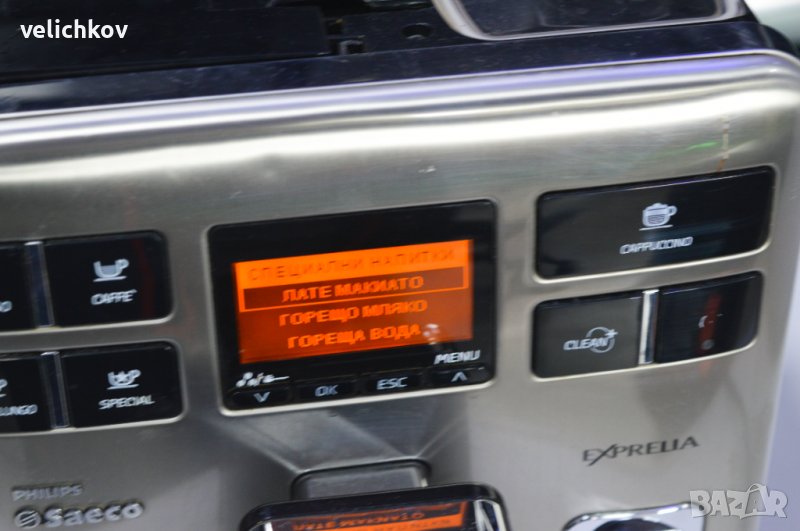 velichkov
СПЕЦИАЛНИ НАПИТКИ
ЛАТЕ МАКИАТО
ГОРЕЩО МЛЯКО
ГОРЕЩА ВОДА
CAPPUCCINO
CAFFE'
CLEAN
MENU
OK
ESC
SPECIAL
EXPRELIA
PHILIPS
Saeco
BAZAR